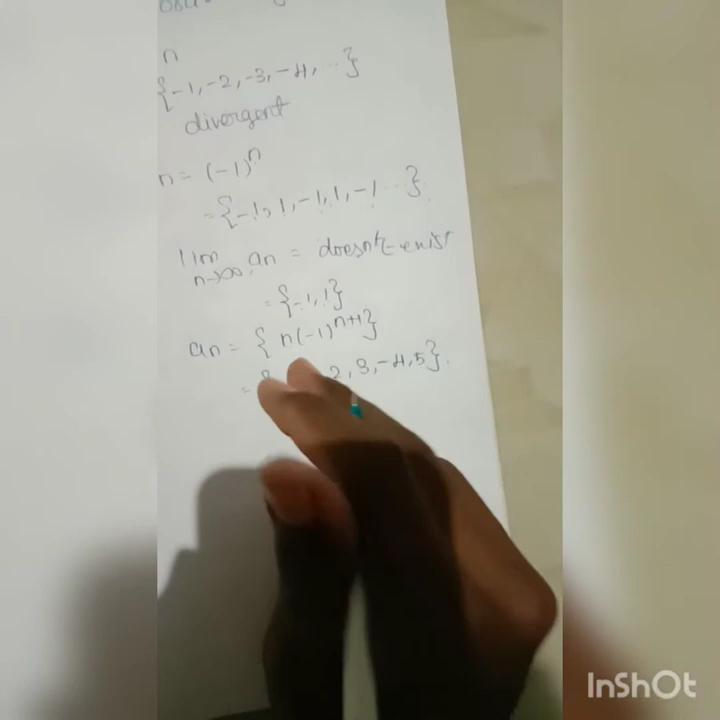 n
{-1, -2, -3, -4, ...}
divergent
n = (-1)^n
= {-1, 1, -1, 1, -1 ... }
lim n→∞ an = doesn't exist
= {-1, 1}
an = { n(-1)^{n+1}}
= 2, 3, -4, 5}.
InShOt